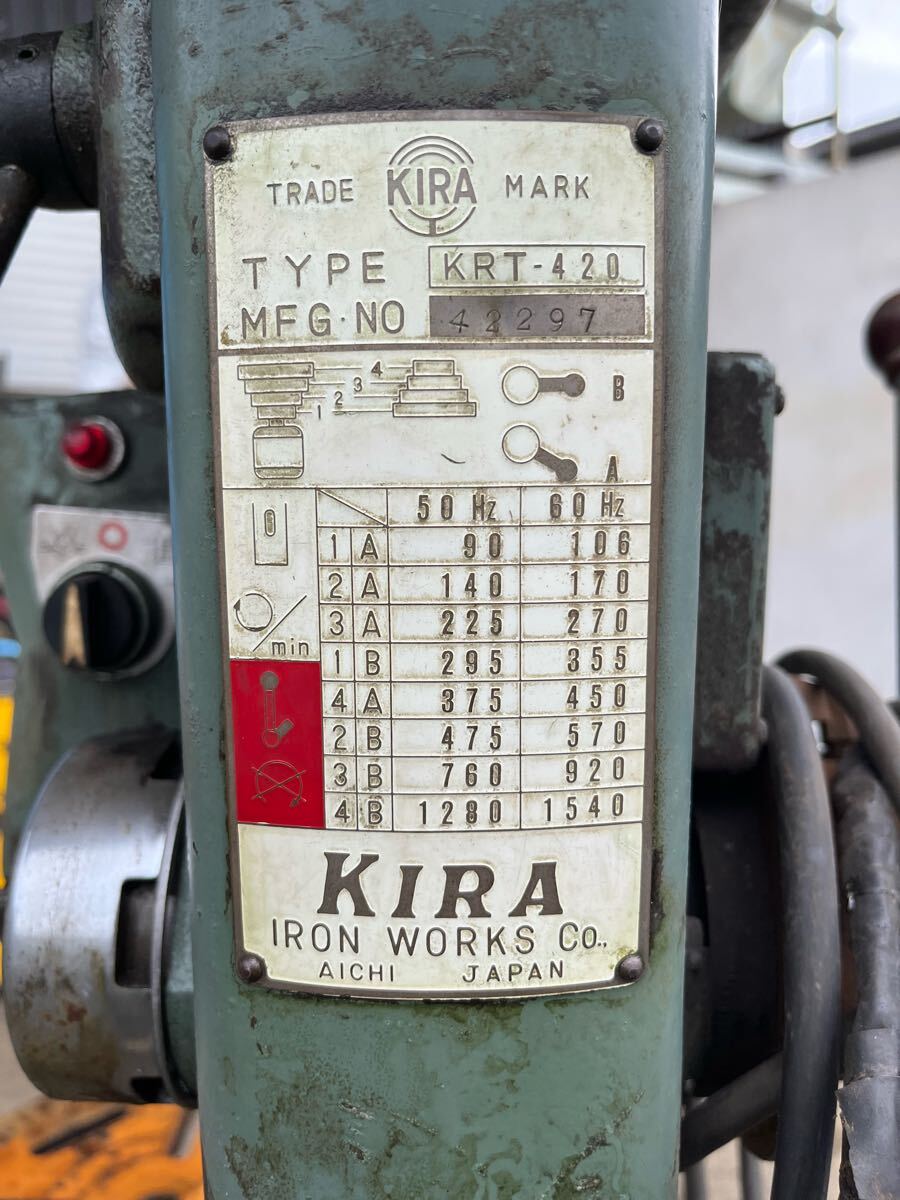 TRADE KIRA MARK
TYPE KRT-420
MFG.NO 42297
4
3
2
1
B
A
50 Hz 60 Hz
1 A 90 106
2 A 140 170
3 A 225 270
/min
1 B 295 355
4 A 375 450
2 B 475 570
3 B 760 920
4 B 1280 1540
KIRA
IRON WORKS Co.,
AICHI JAPAN